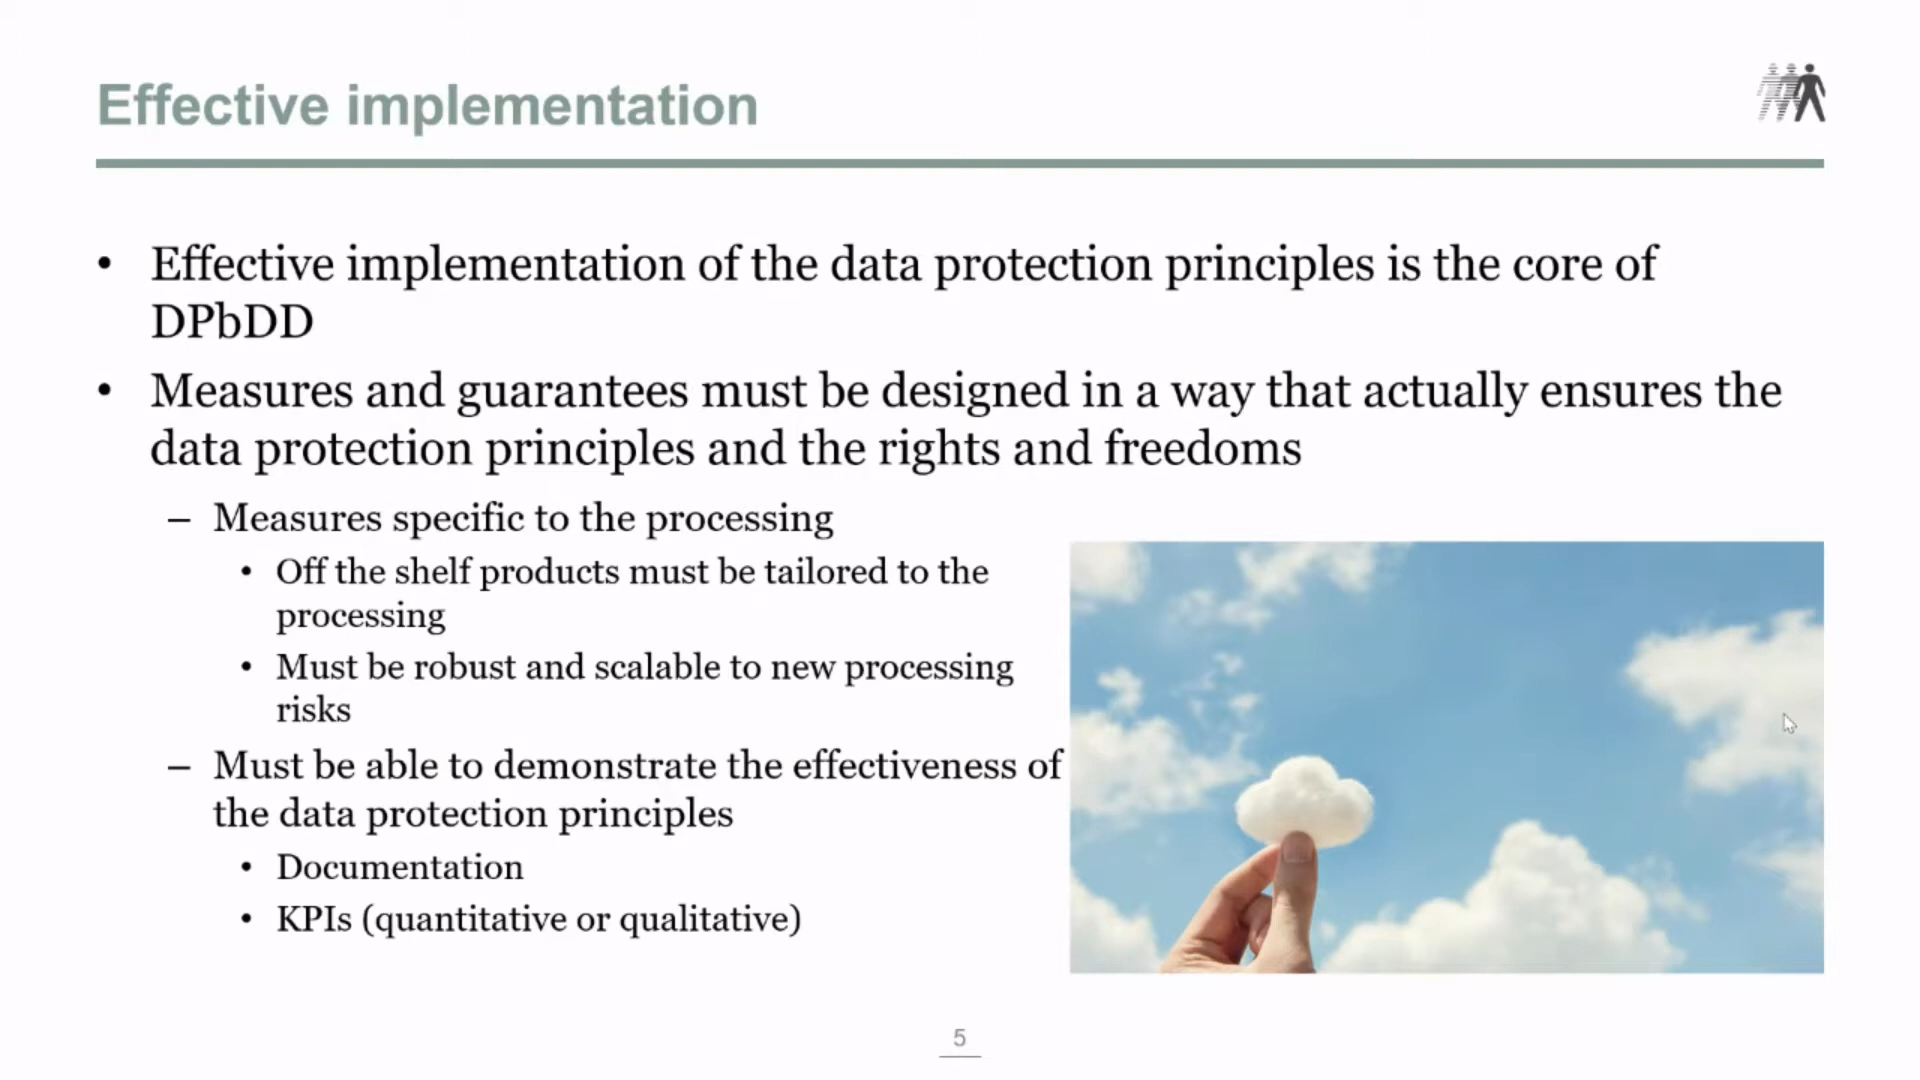 Effective implementation
• Effective implementation of the data protection principles is the core of
DPbDD
• Measures and guarantees must be designed in a way that actually ensures the
data protection principles and the rights and freedoms
– Measures specific to the processing
• Off the shelf products must be tailored to the
processing
• Must be robust and scalable to new processing
risks
– Must be able to demonstrate the effectiveness of
the data protection principles
• Documentation
• KPIs (quantitative or qualitative)
5